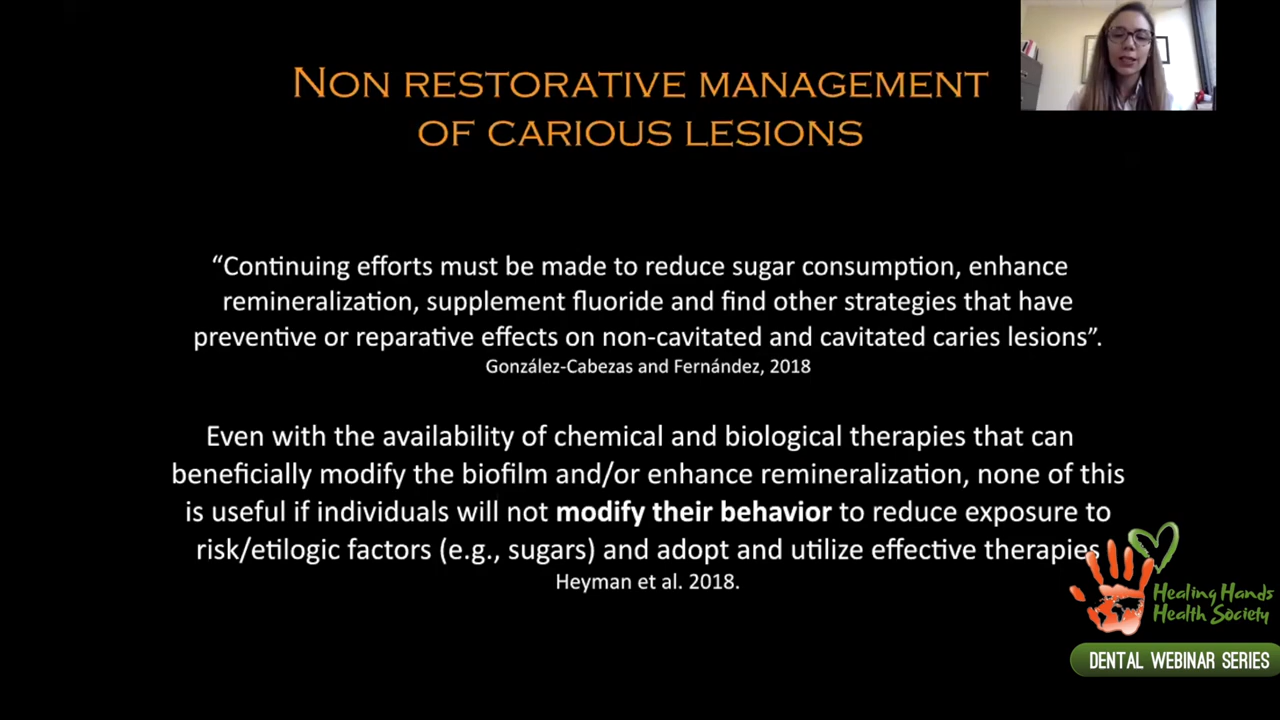 NON RESTORATIVE MANAGEMENT
OF CARIOUS LESIONS
“Continuing efforts must be made to reduce sugar consumption, enhance
remineralization, supplement fluoride and find other strategies that have
preventive or reparative effects on non-cavitated and cavitated caries lesions”.
González-Cabezas and Fernández, 2018
Even with the availability of chemical and biological therapies that can
beneficially modify the biofilm and/or enhance remineralization, none of this
is useful if individuals will not modify their behavior to reduce exposure to
risk/etilogic factors (e.g., sugars) and adopt and utilize effective therapies
Heyman et al. 2018.
Healing Hands
Health Society
DENTAL WEBINAR SERIES